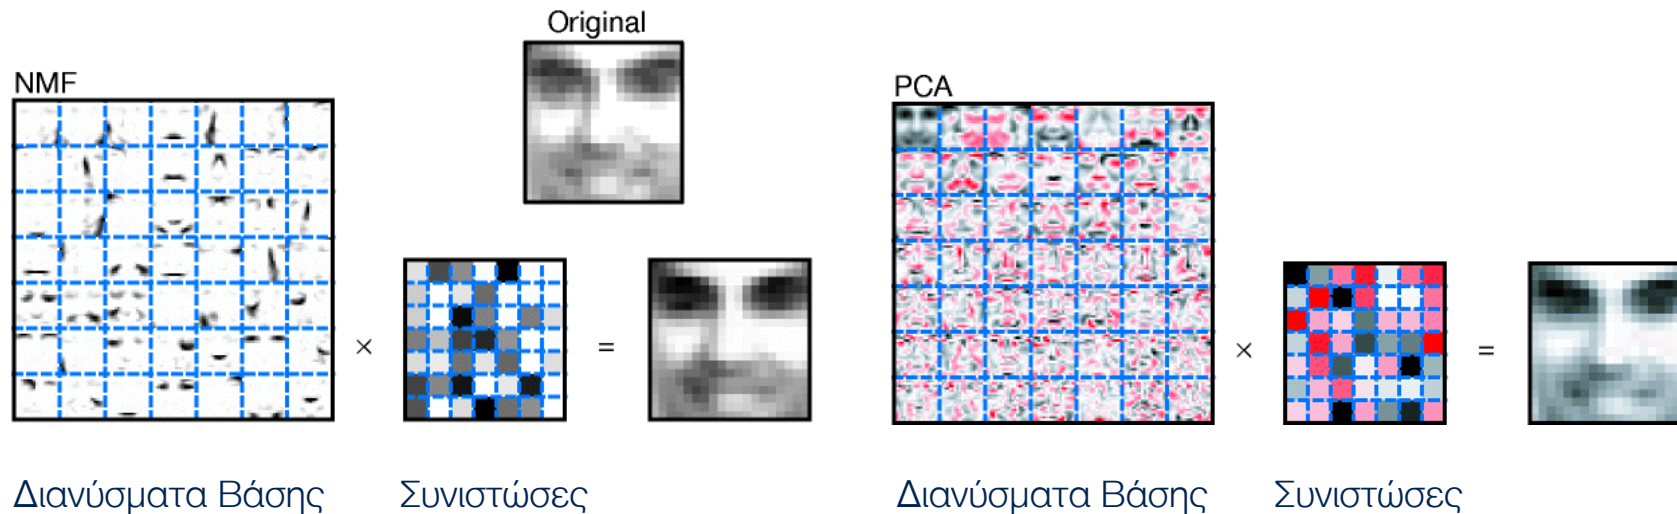 Original
NMF
PCA
× =
× =
Διανύσματα Βάσης Συνιστώσες
Διανύσματα Βάσης Συνιστώσες